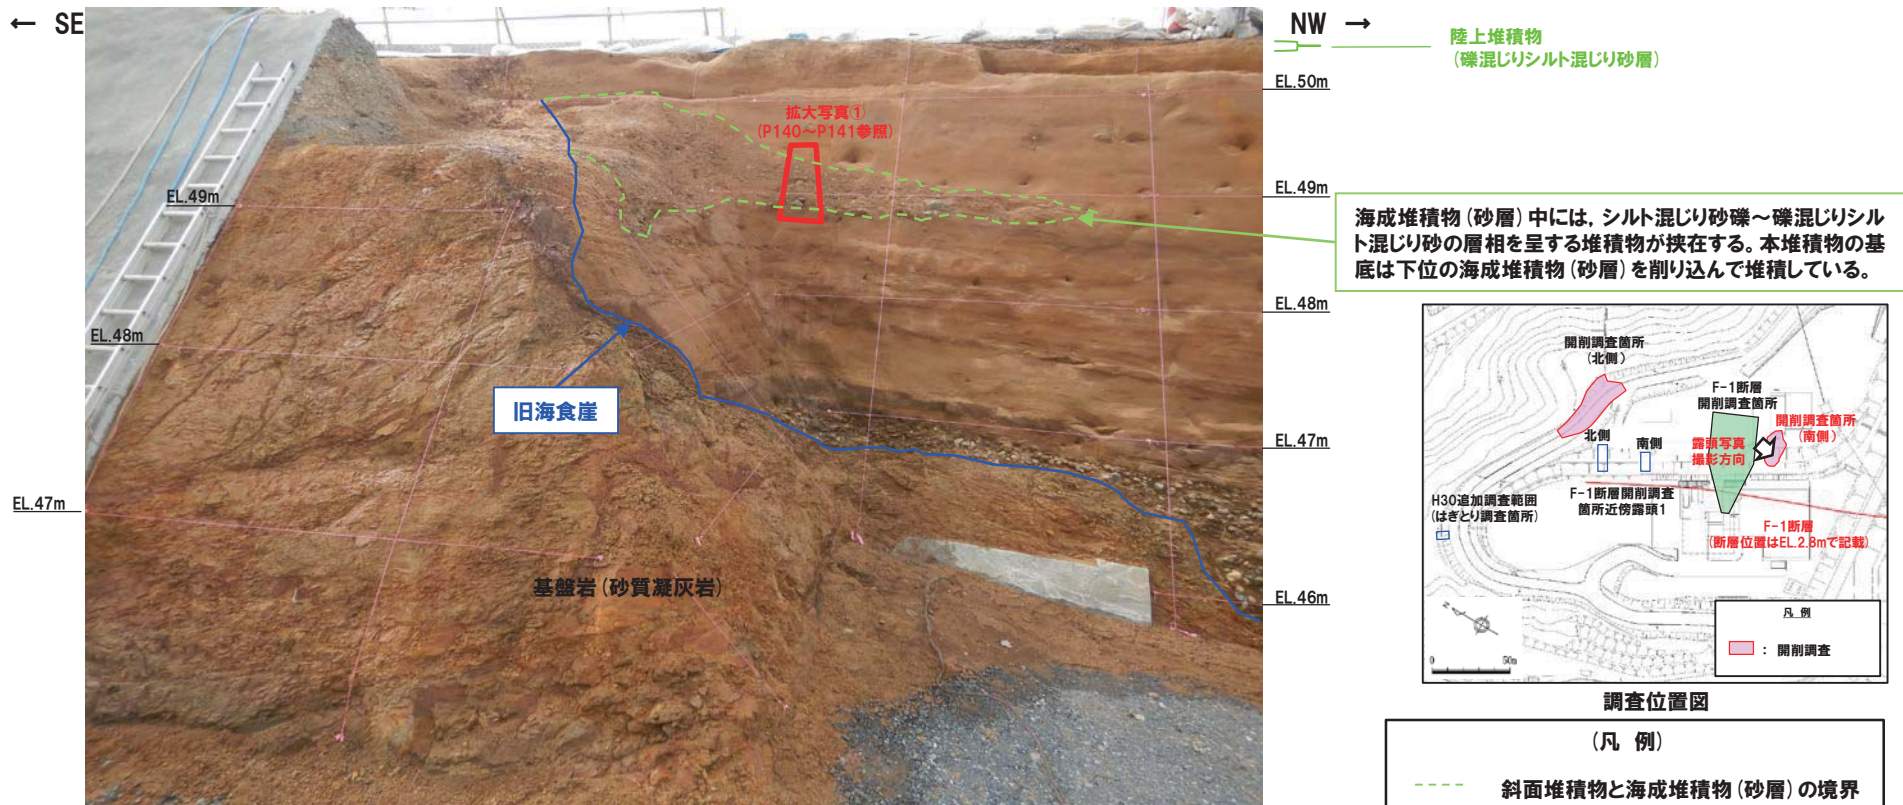 ← SE
NW →
陸上堆積物
(礫混じりシルト混じり砂層)
EL.50m
拡大写真①
(P140～P141参照)
EL.49m
EL.49m
海成堆積物(砂層)中には，シルト混じり砂礫～礫混じりシル
ト混じり砂の層相を呈する堆積物が挟在する。本堆積物の基
底は下位の海成堆積物(砂層)を削り込んで堆積している。
EL.48m
EL.48m
旧海食崖
EL.47m
EL.47m
基盤岩(砂質凝灰岩)
EL.46m
開削調査箇所
(北側)
F-1断層
開削調査箇所
開削調査箇所
(南側)
北側
南側
露頭写真
撮影方向
H30追加調査範囲
(はぎとり調査箇所)
F-1断層開削調査
箇所近傍露頭1
F-1断層
(断層位置はEL.2.8mで記載)
N
0 50m
凡 例
： 開削調査
調査位置図
(凡 例)
斜面堆積物と海成堆積物(砂層)の境界